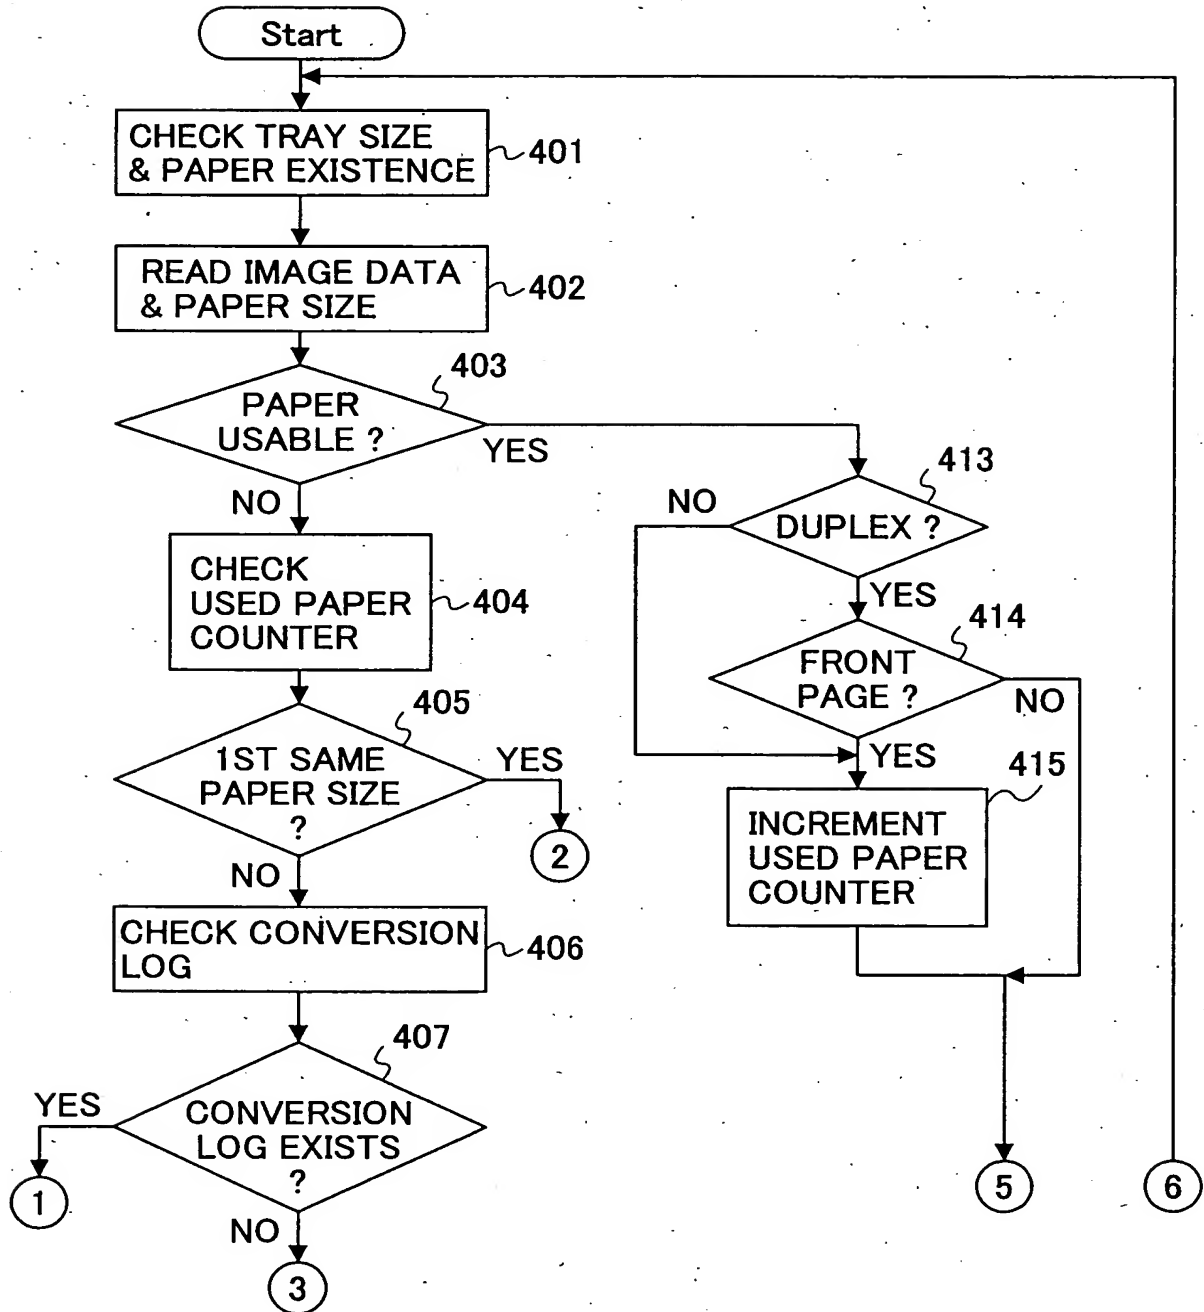 Start
CHECK TRAY SIZE
& PAPER EXISTENCE
401
READ IMAGE DATA
& PAPER SIZE
402
403
PAPER
USABLE ?
YES
NO
CHECK
USED PAPER
COUNTER
404
405
1ST SAME
PAPER SIZE
?
YES
2
NO
CHECK CONVERSION
LOG
406
407
CONVERSION
LOG EXISTS
?
YES
1
NO
3
413
DUPLEX ?
NO
YES
414
FRONT
PAGE ?
NO
YES
415
INCREMENT
USED PAPER
COUNTER
5
6